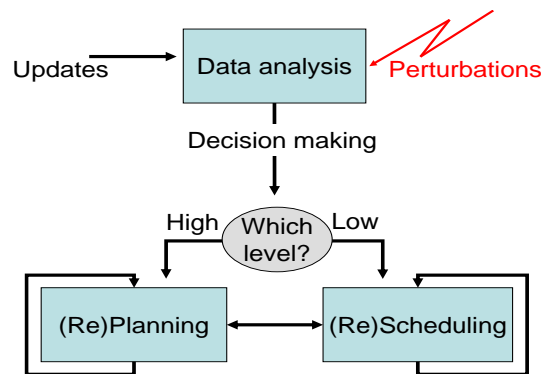 Updates
Data analysis
Perturbations
Decision making
High
Which
level?
Low
(Re)Planning
(Re)Scheduling